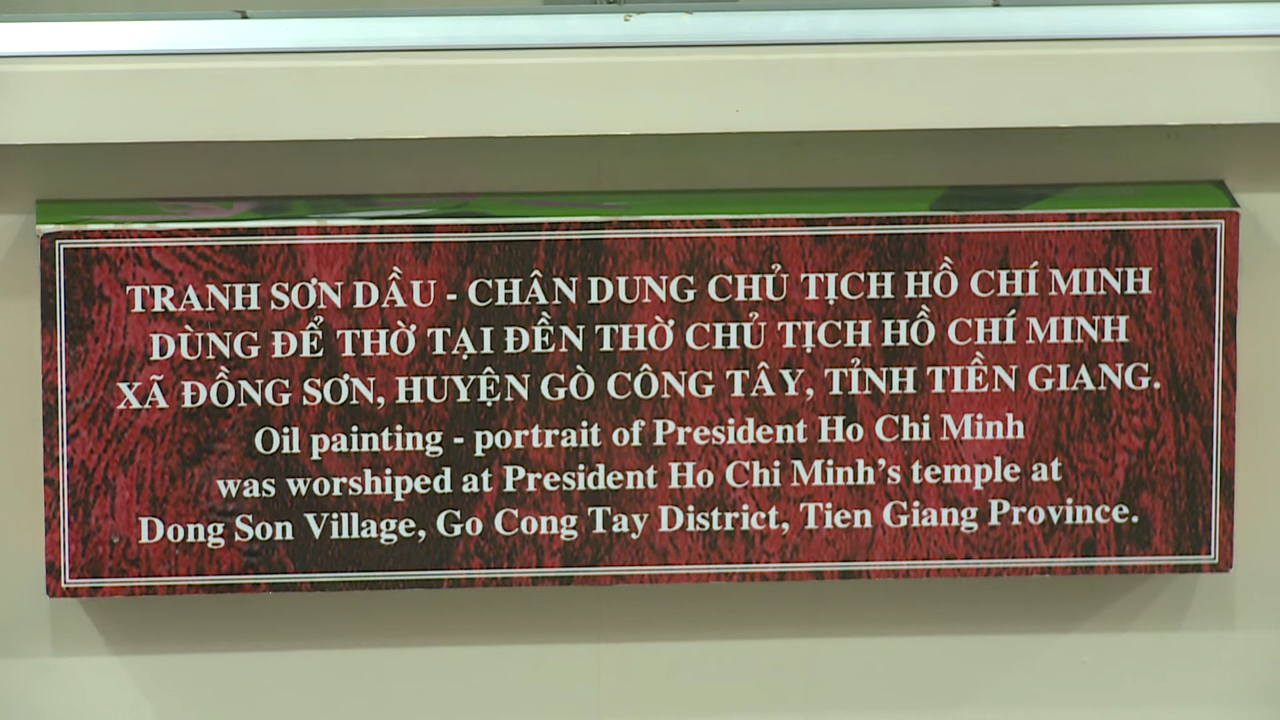 TRANH SƠN DẦU - CHÂN DUNG CHỦ TỊCH HỒ CHÍ MINH
DÙNG ĐỂ THỜ TẠI ĐỀN THỜ CHỦ TỊCH HỒ CHÍ MINH
XÃ ĐỒNG SƠN, HUYỆN GÒ CÔNG TÂY, TỈNH TIỀN GIANG.
Oil painting - portrait of President Ho Chi Minh
was worshiped at President Ho Chi Minh's temple at
Dong Son Village, Go Cong Tay District, Tien Giang Province.